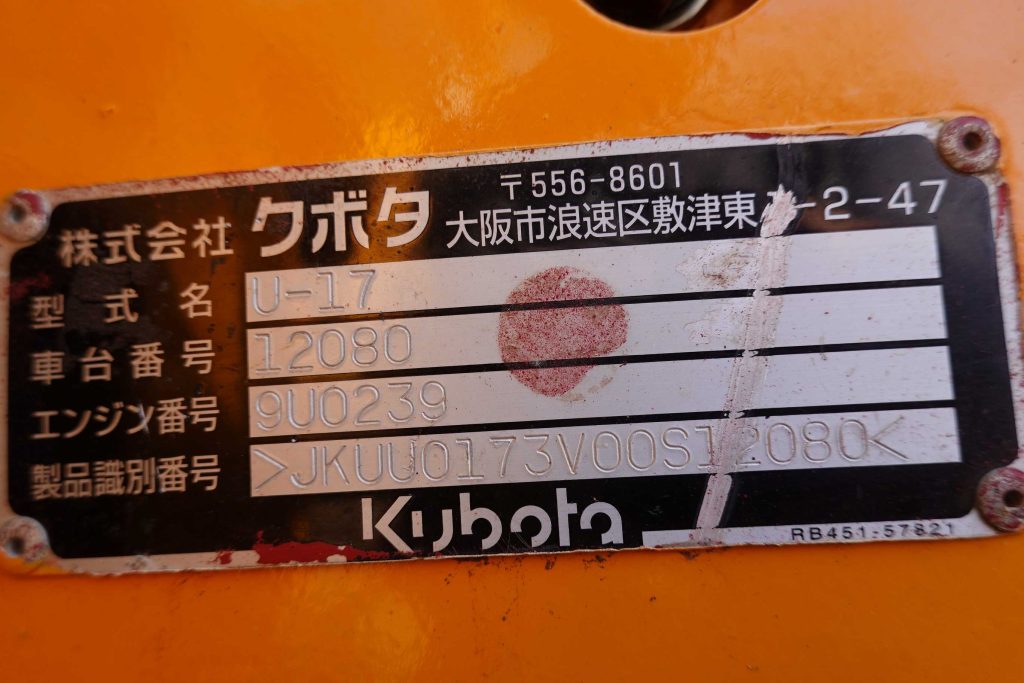 〒556-8601
株式会社 クボタ 大阪市浪速区敷津東 -2-47
型式名 U-17
車台番号 12080
エンジン番号 9U0239
製品識別番号 >JKUU0173V00S12080<
Kubota
RB451-57821